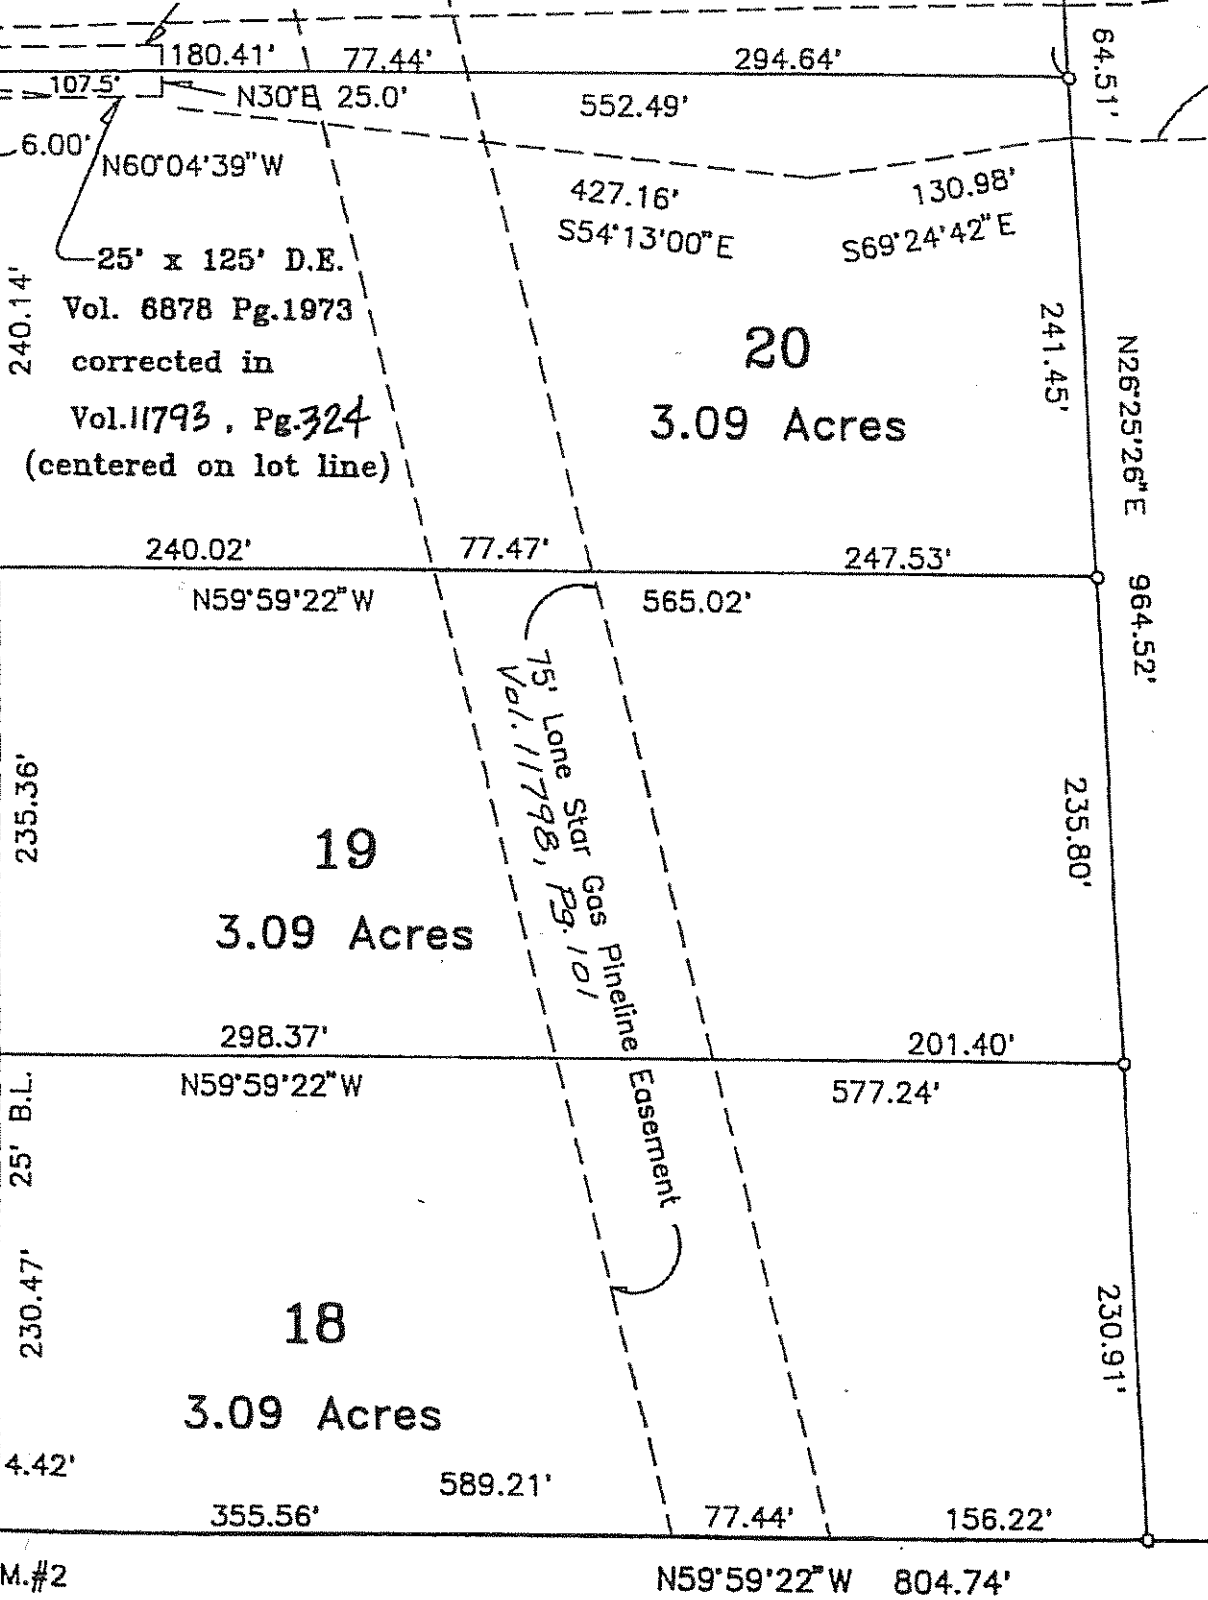 1180.41' 77.44' 294.64'
64.51'
107.5' N30°E 25.0' 552.49'
6.00'
N60°04'39"W
427.16' 130.98'
S54°13'00"E S69°24'42"E
25' x 125' D.E.
Vol. 6878 Pg.1973
corrected in
Vol.11793, Pg.324
(centered on lot line)
240.14'
20
3.09 Acres
241.45'
N26°25'26"E 964.52'
240.02' 77.47' 247.53'
N59°59'22"W 565.02'
75' Lone Star Gas Pineline Easement
Vol. 11798, Pg. 101
235.36'
19
3.09 Acres
235.80'
298.37' 201.40'
N59°59'22"W 577.24'
25' B.L.
230.47'
18
3.09 Acres
230.91'
4.42'
589.21'
355.56' 77.44' 156.22'
M.#2
N59°59'22"W 804.74'